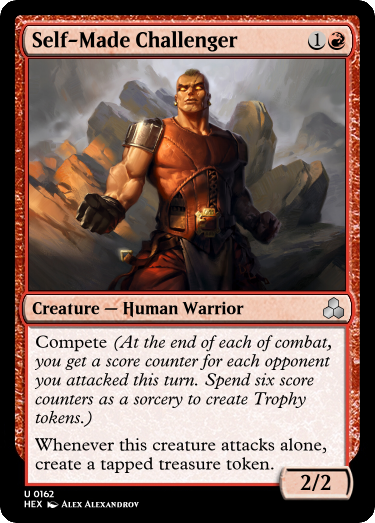 Self-Made Challenger 1
Creature — Human Warrior
Compete (At the end of each of combat,
you get a score counter for each opponent
you attacked this turn. Spend six score
counters as a sorcery to create Trophy
tokens.)
Whenever this creature attacks alone,
create a tapped treasure token.
2/2
U 0162
HEX Alex Alexandrov